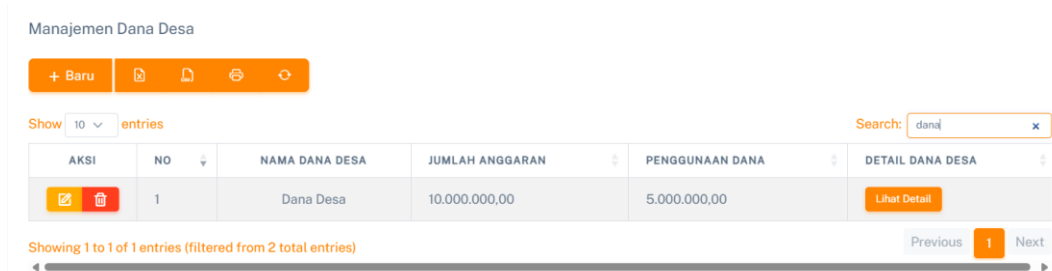 Manajemen Dana Desa
+ Baru
Show 10 entries Search: dana x
AKSI NO NAMA DANA DESA JUMLAH ANGGARAN PENGGUNAAN DANA DETAIL DANA DESA
1 Dana Desa 10.000.000,00 5.000.000,00 Lihat Detail
Showing 1 to 1 of 1 entries (filtered from 2 total entries) Previous 1 Next